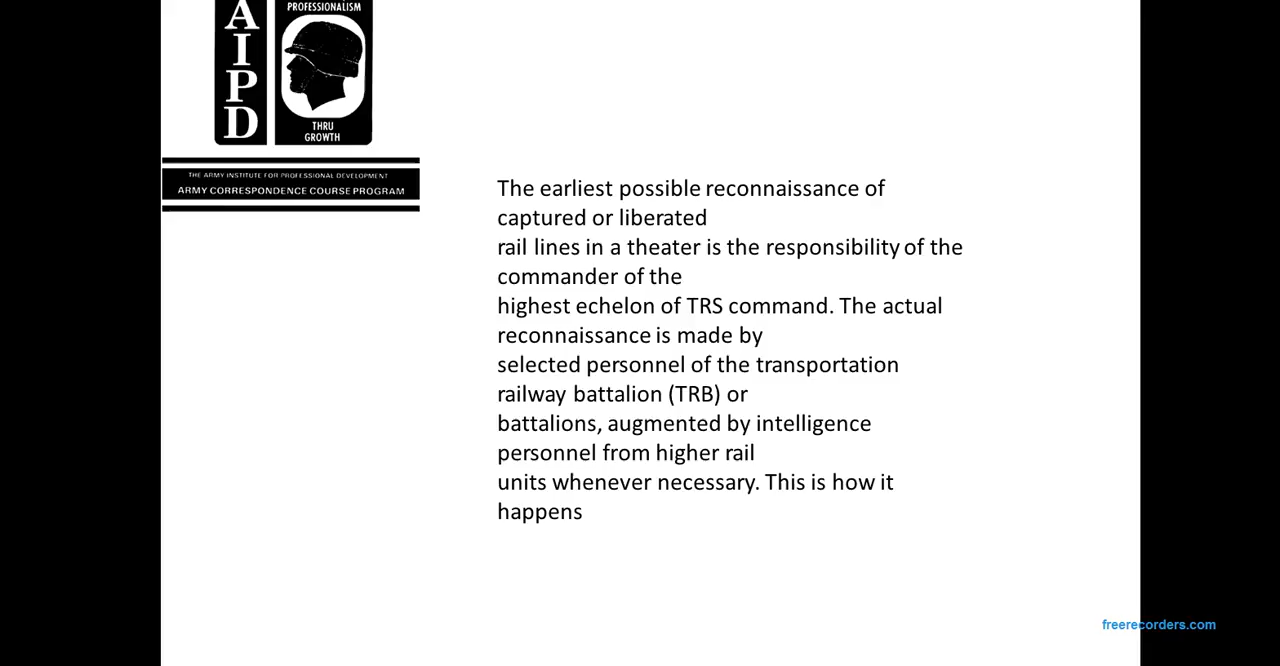 A
I
P
D
PROFESSIONALISM
THRU
GROWTH
THE ARMY INSTITUTE FOR PROFESSIONAL DEVELOPMENT
ARMY CORRESPONDENCE COURSE PROGRAM
The earliest possible reconnaissance of
captured or liberated
rail lines in a theater is the responsibility of the
commander of the
highest echelon of TRS command. The actual
reconnaissance is made by
selected personnel of the transportation
railway battalion (TRB) or
battalions, augmented by intelligence
personnel from higher rail
units whenever necessary. This is how it
happens
freerecorders.com